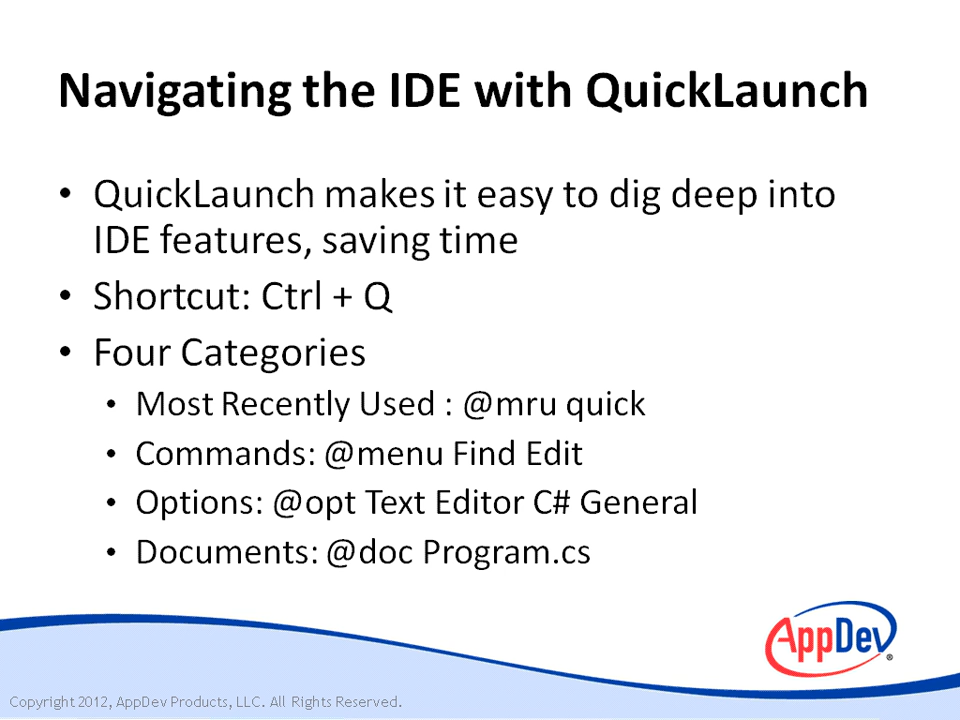 Navigating the IDE with QuickLaunch
• QuickLaunch makes it easy to dig deep into
IDE features, saving time
• Shortcut: Ctrl + Q
• Four Categories
• Most Recently Used : @mru quick
• Commands: @menu Find Edit
• Options: @opt Text Editor C# General
• Documents: @doc Program.cs
AppDev®
Copyright 2012, AppDev Products, LLC. All Rights Reserved.